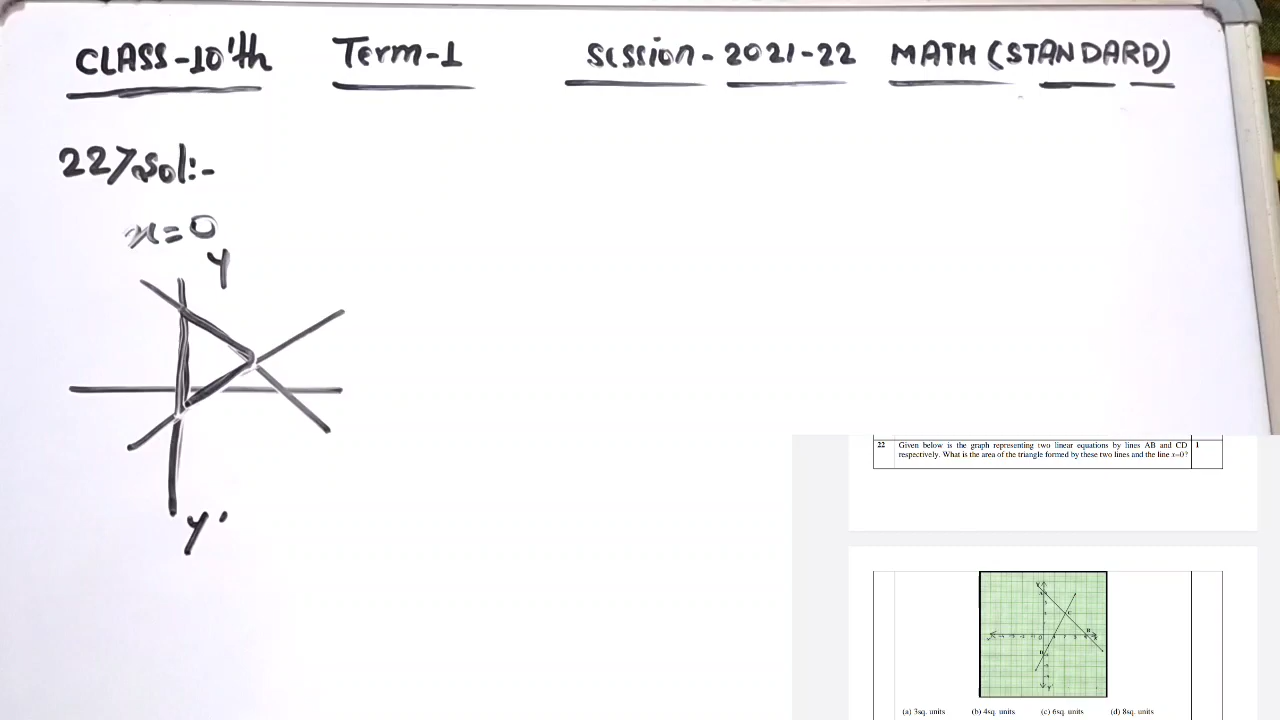 CLASS-10'th Term-1 Session-2021-22 MATH (STANDARD)
22> Sol:-
x=0
Y
Y'
22 Given below is the graph representing two linear equations by lines AB and CD 1
respectively. What is the area of the triangle formed by these two lines and the line x=0?
(a) 3sq. units (b) 4sq. units (c) 6sq. units (d) 8sq. units